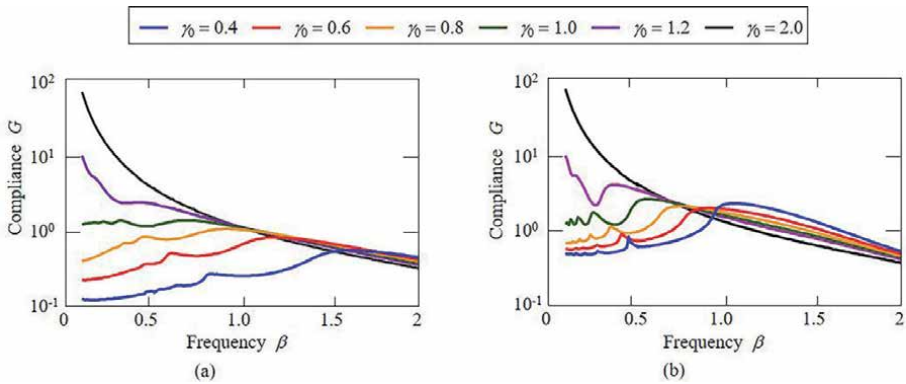 γ₀ = 0.4 γ₀ = 0.6 γ₀ = 0.8 γ₀ = 1.0 γ₀ = 1.2 γ₀ = 2.0
Compliance G
10²
10¹
10⁰
10⁻¹
0 0.5 1.0 1.5 2
Frequency β
(a)
Compliance G
10²
10¹
10⁰
10⁻¹
0 0.5 1.0 1.5 2
Frequency β
(b)